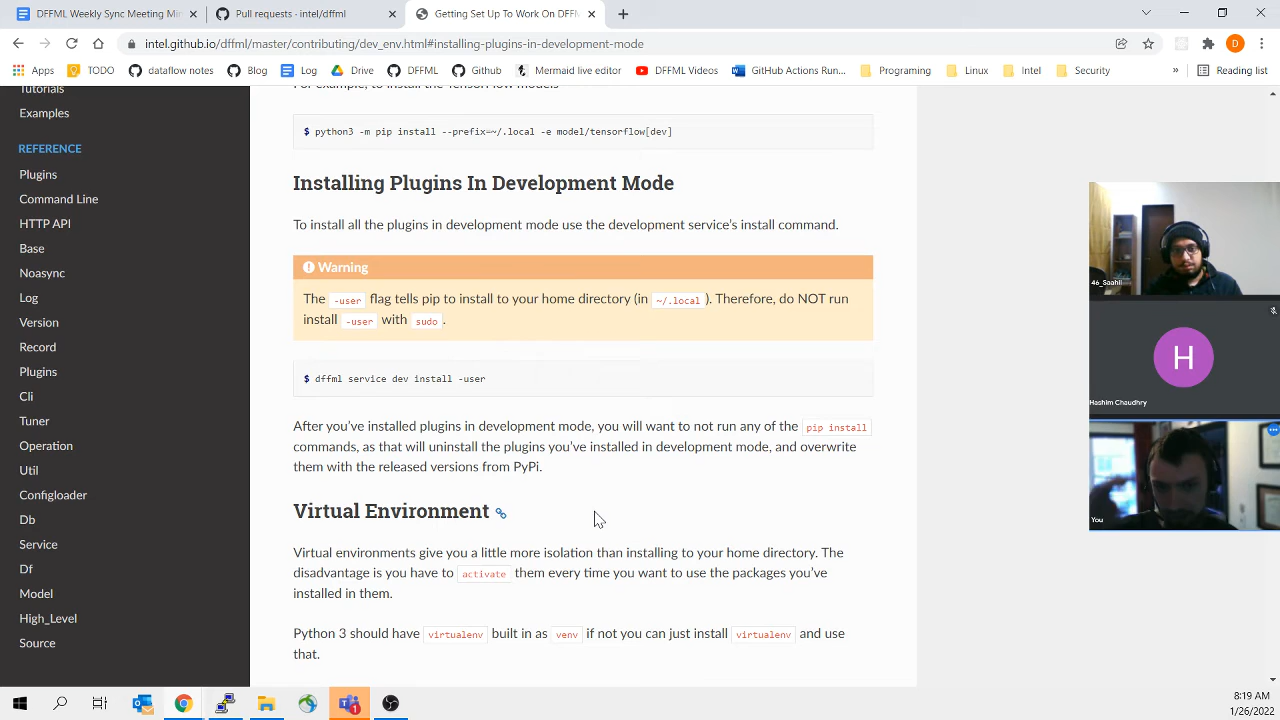 DFFML Weekly Sync Meeting Min
Pull requests · intel/dffml
Getting Set Up To Work On DFFM
intel.github.io/dffml/master/contributing/dev_env.html#installing-plugins-in-development-mode
D
Apps
TODO
dataflow notes
Blog
Log
Drive
DFFML
Github
Mermaid live editor
DFFML Videos
GitHub Actions Run...
Programing
Linux
Intel
Security
»
Reading list
Tutorials
Examples
REFERENCE
Plugins
Command Line
HTTP API
Base
Noasync
Log
Version
Record
Plugins
Cli
Tuner
Operation
Util
Configloader
Db
Service
Df
Model
High_Level
Source
For example, to install the Tensorflow models
$ python3 -m pip install --prefix=~/.local -e model/tensorflow[dev]
Installing Plugins In Development Mode
To install all the plugins in development mode use the development service's install command.
Warning
The -user flag tells pip to install to your home directory (in ~/.local ). Therefore, do NOT run
install -user with sudo .
$ dffml service dev install -user
After you've installed plugins in development mode, you will want to not run any of the pip install
commands, as that will uninstall the plugins you've installed in development mode, and overwrite
them with the released versions from PyPi.
Virtual Environment
Virtual environments give you a little more isolation than installing to your home directory. The
disadvantage is you have to activate them every time you want to use the packages you've
installed in them.
Python 3 should have virtualenv built in as venv if not you can just install virtualenv and use
that.
46_Saahil
H
Hashim Chaudhry
You
1
8:19 AM
1/26/2022